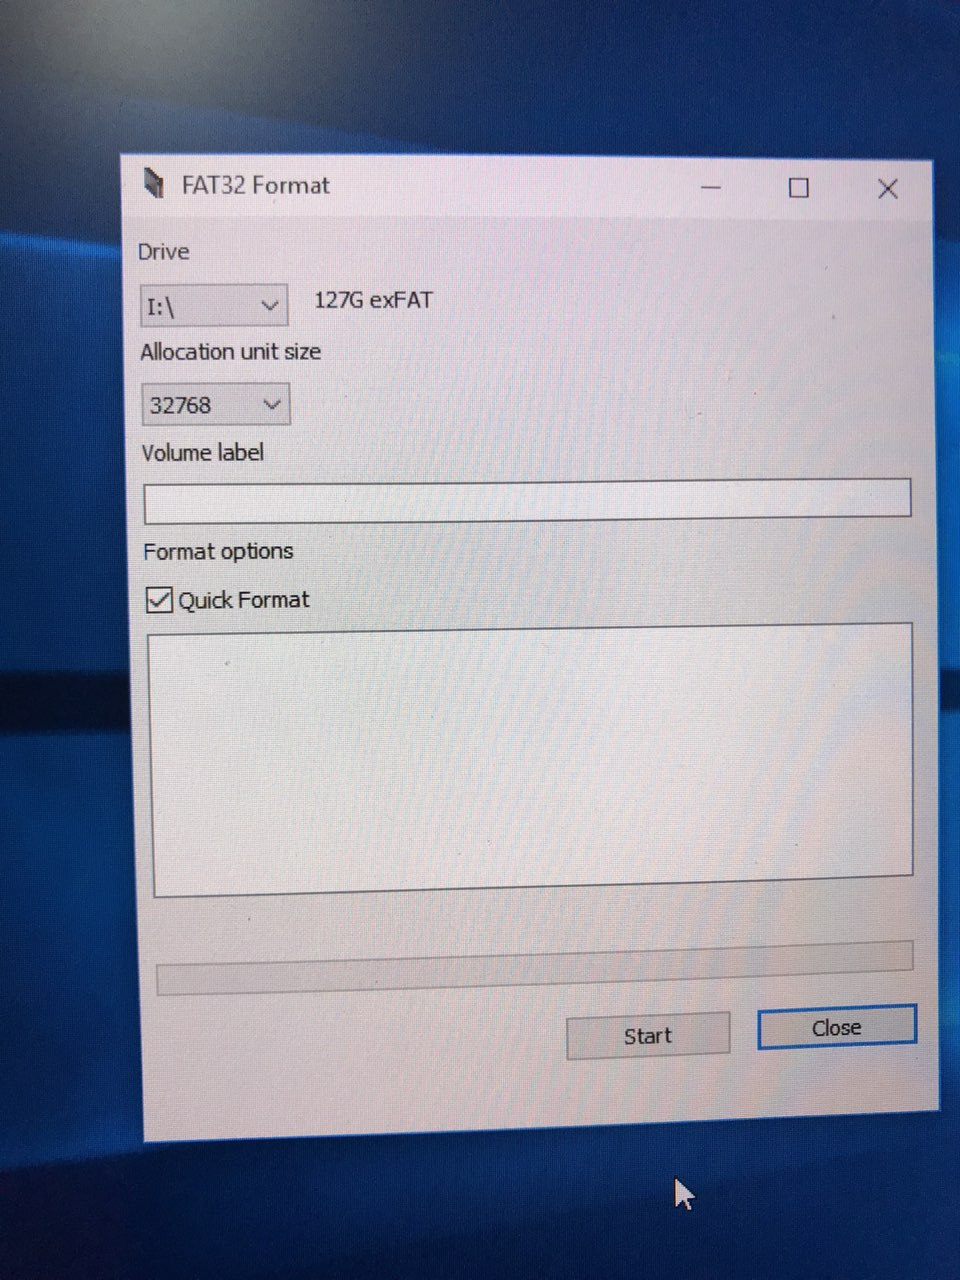 FAT32 Format
Drive
I:\ 127G exFAT
Allocation unit size
32768
Volume label
Format options
Quick Format
Start Close